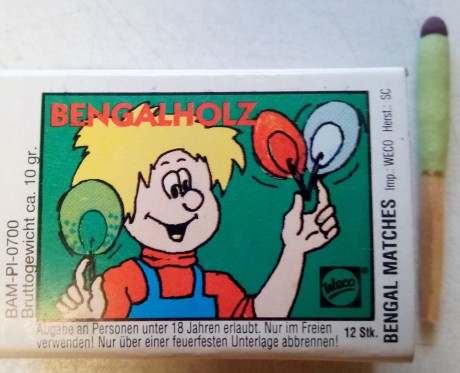 BENGALHOLZ
BAM-PI-0700
Bruttogewicht ca. 10 gr.
Weco
®
Abgabe an Personen unter 18 Jahren erlaubt. Nur im Freien
verwenden! Nur über einer feuerfesten Unterlage abbrennen!
12 Stk.
BENGAL MATCHES Imp.: WECO Herst.: SC